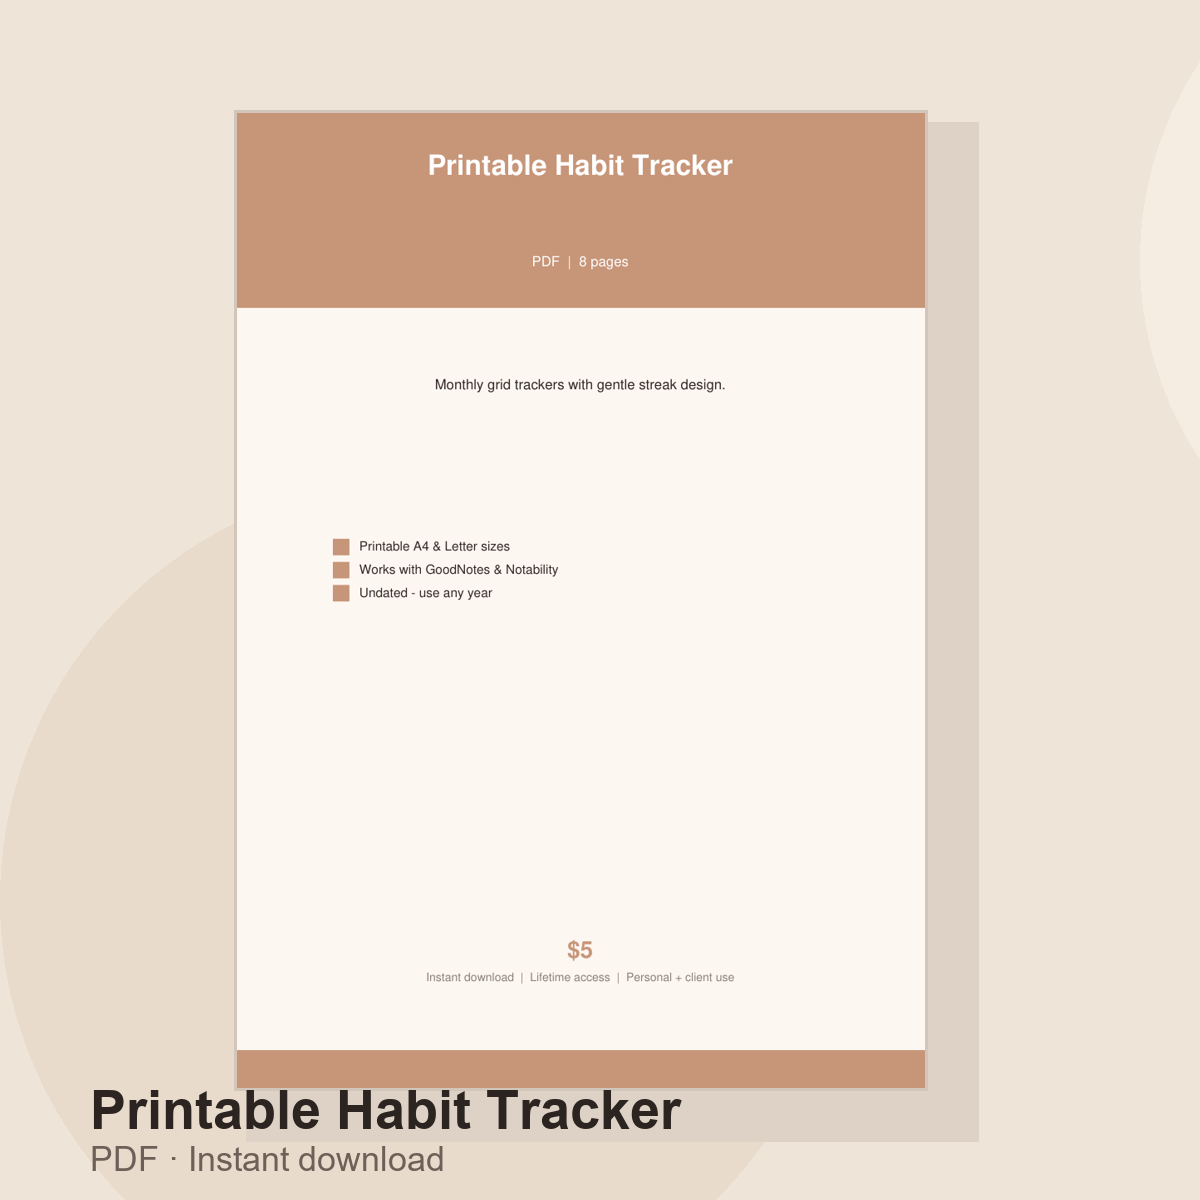 Printable Habit Tracker
PDF | 8 pages
Monthly grid trackers with gentle streak design.
Printable A4 & Letter sizes
Works with GoodNotes & Notability
Undated - use any year
$5
Instant download | Lifetime access | Personal + client use
Printable Habit Tracker
PDF · Instant download